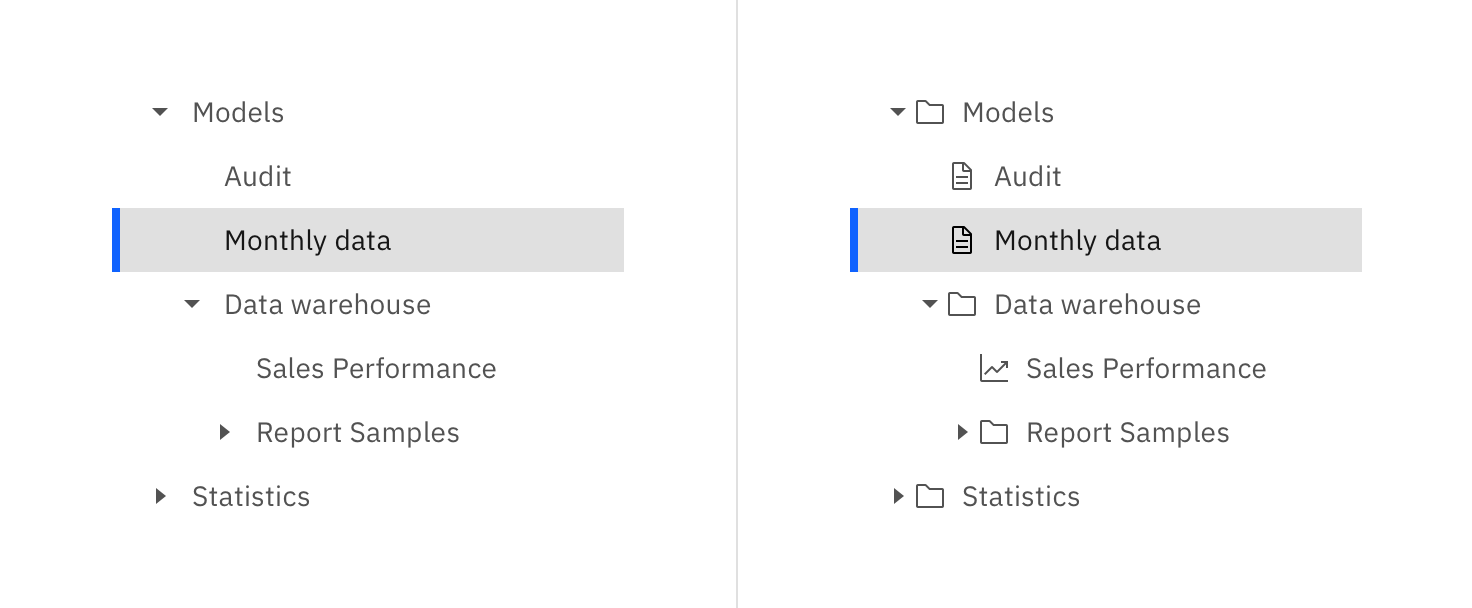 Models
Audit
Monthly data
Data warehouse
Sales Performance
Report Samples
Statistics
Models
Audit
Monthly data
Data warehouse
Sales Performance
Report Samples
Statistics